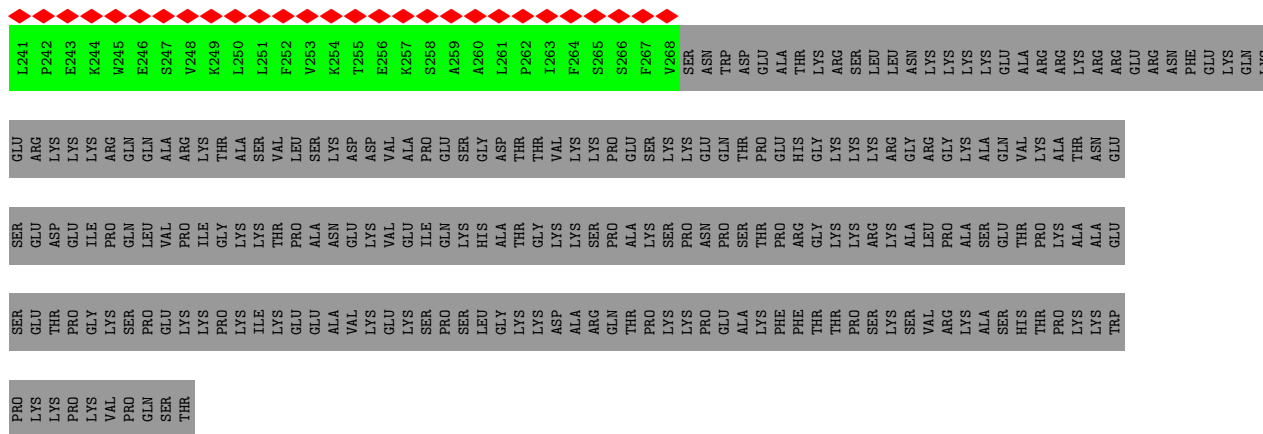 L241 P242 E243 K244 W245 E246 S247 V248 K249 L250 L251 F252 V253 K254 T255 E256 K257 S258 A259 A260 L261 P262 I263 F264 S265 S266 F267 V268 SER ASN TRP ASP GLU ALA THR LYS ARG SER LEU LEU ASN LYS LYS LYS LYS GLU ALA ARG ARG LYS ARG ARG GLU ARG ASN PHE GLU LYS GLN LYS
GLU ARG LYS LYS LYS ARG GLN GLN ALA ARG LYS THR ALA SER VAL LEU SER LYS ASP ASP VAL ALA PRO GLU SER GLY ASP THR THR VAL LYS LYS PRO GLU SER LYS LYS GLU GLN THR PRO GLU HIS GLY LYS LYS LYS ARG GLY ARG GLY LYS ALA GLN VAL LYS ALA THR ASN GLU
SER GLU ASP GLU ILE PRO GLN LEU VAL PRO ILE GLY LYS LYS THR PRO ALA ASN GLU LYS VAL GLU ILE GLN LYS HIS ALA THR GLY LYS LYS SER PRO ALA LYS SER PRO ASN PRO SER THR PRO ARG GLY LYS LYS ARG LYS ALA LEU PRO ALA SER GLU THR PRO LYS ALA ALA GLU
SER GLU THR PRO GLY LYS SER PRO GLU LYS LYS PRO LYS ILE LYS GLU GLU ALA VAL LYS GLU LYS SER PRO SER LEU GLY LYS LYS ASP ALA ARG GLN THR PRO LYS LYS PRO GLU ALA LYS PHE PHE THR THR PRO SER LYS SER VAL ARG LYS ALA SER HIS THR PRO LYS LYS TRP
PRO LYS LYS PRO LYS VAL PRO GLN SER THR